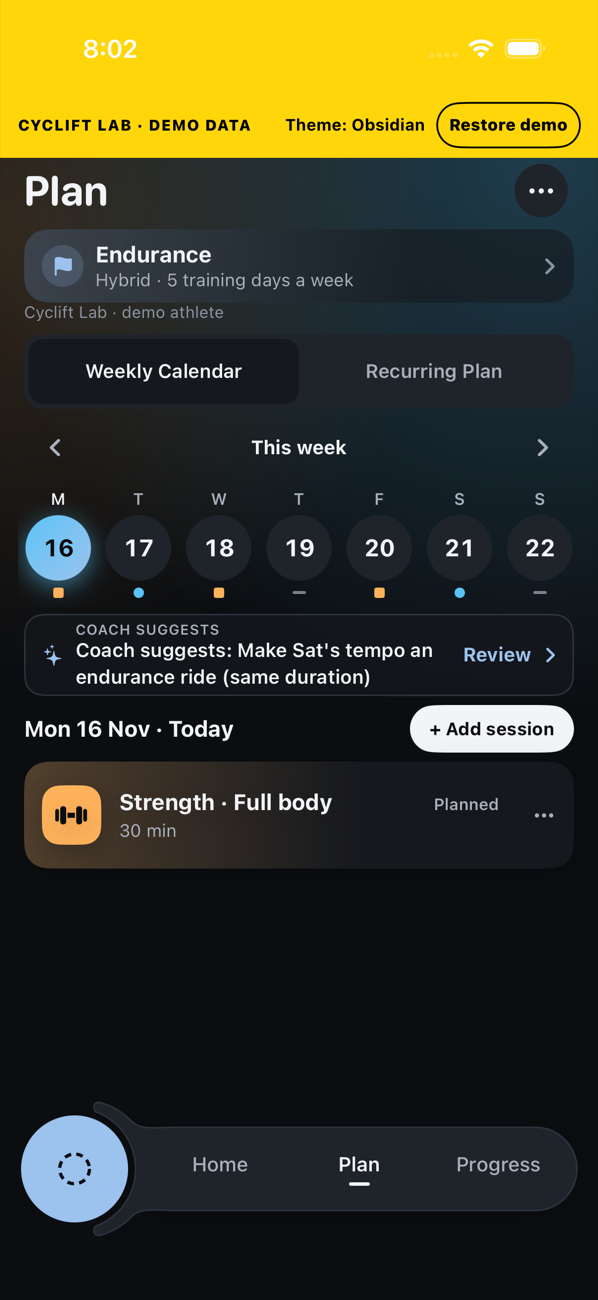 8:02
CYCLIFT LAB · DEMO DATA
Theme: Obsidian
Restore demo
Plan
Endurance
Hybrid · 5 training days a week
Cyclift Lab · demo athlete
Weekly Calendar
Recurring Plan
This week
M T W T F S S
16 17 18 19 20 21 22
COACH SUGGESTS
Coach suggests: Make Sat's tempo an
endurance ride (same duration)
Review
Mon 16 Nov · Today
+ Add session
Strength · Full body
Planned
30 min
Home
Plan
Progress